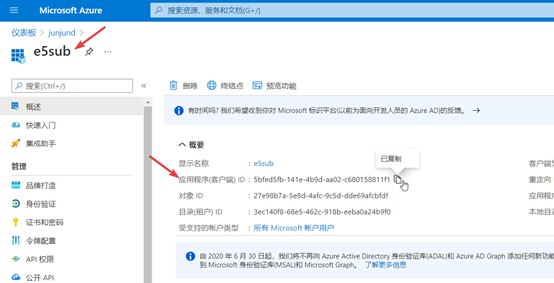 Microsoft Azure
搜索资源、服务和文档(G+/)
仪表板 > junjund >
e5sub
搜索(Ctrl+/)
概述
快速入门
集成助手
管理
品牌打造
身份验证
证书和密码
令牌配置
API 权限
公开 API
删除 终结点 预览功能
有时间吗? 我们希望收到你对 Microsoft 标识平台(以前为面向开发人员的 Azure AD)的反馈。 →
概要
显示名称 : e5sub
已复制
客户端凭
应用程序(客户端) ID : 5bfed5fb-141e-4b9d-aa02-c680158811f1
重定向
对象 ID : 27e98b7a-5e8d-4afc-9c5d-dde69afcbfdf
应用程序
目录(租户) ID : 3ec140f8-68e5-462c-918b-eeba0a24b9f0
本地目录
受支持的帐户类型 : 所有 Microsoft 帐户用户
自 2020 年 6 月 30 日起，我们将不再向 Azure Active Directory 身份验证库(ADAL)和 Azure AD Graph 添加任何新功
到 Microsoft 身份验证库(MSAL)和 Microsoft Graph。 了解更多信息